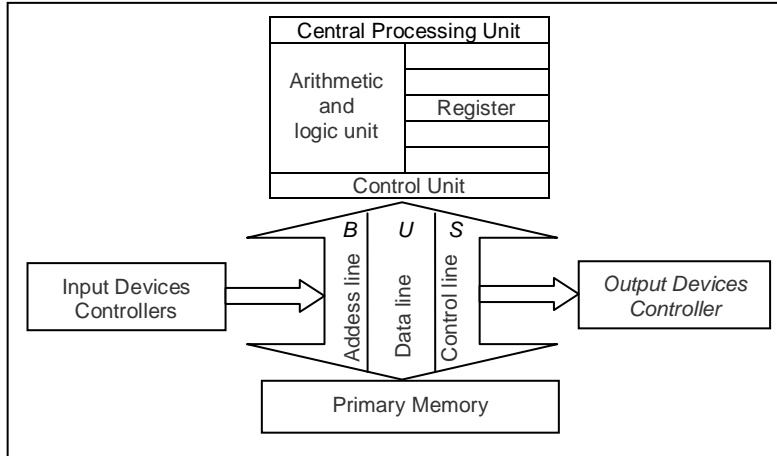 Central Processing Unit
Arithmetic
and
logic unit
Register
Control Unit
B U S
Addess line
Data line
Control line
Input Devices
Controllers
Output Devices
Controller
Primary Memory